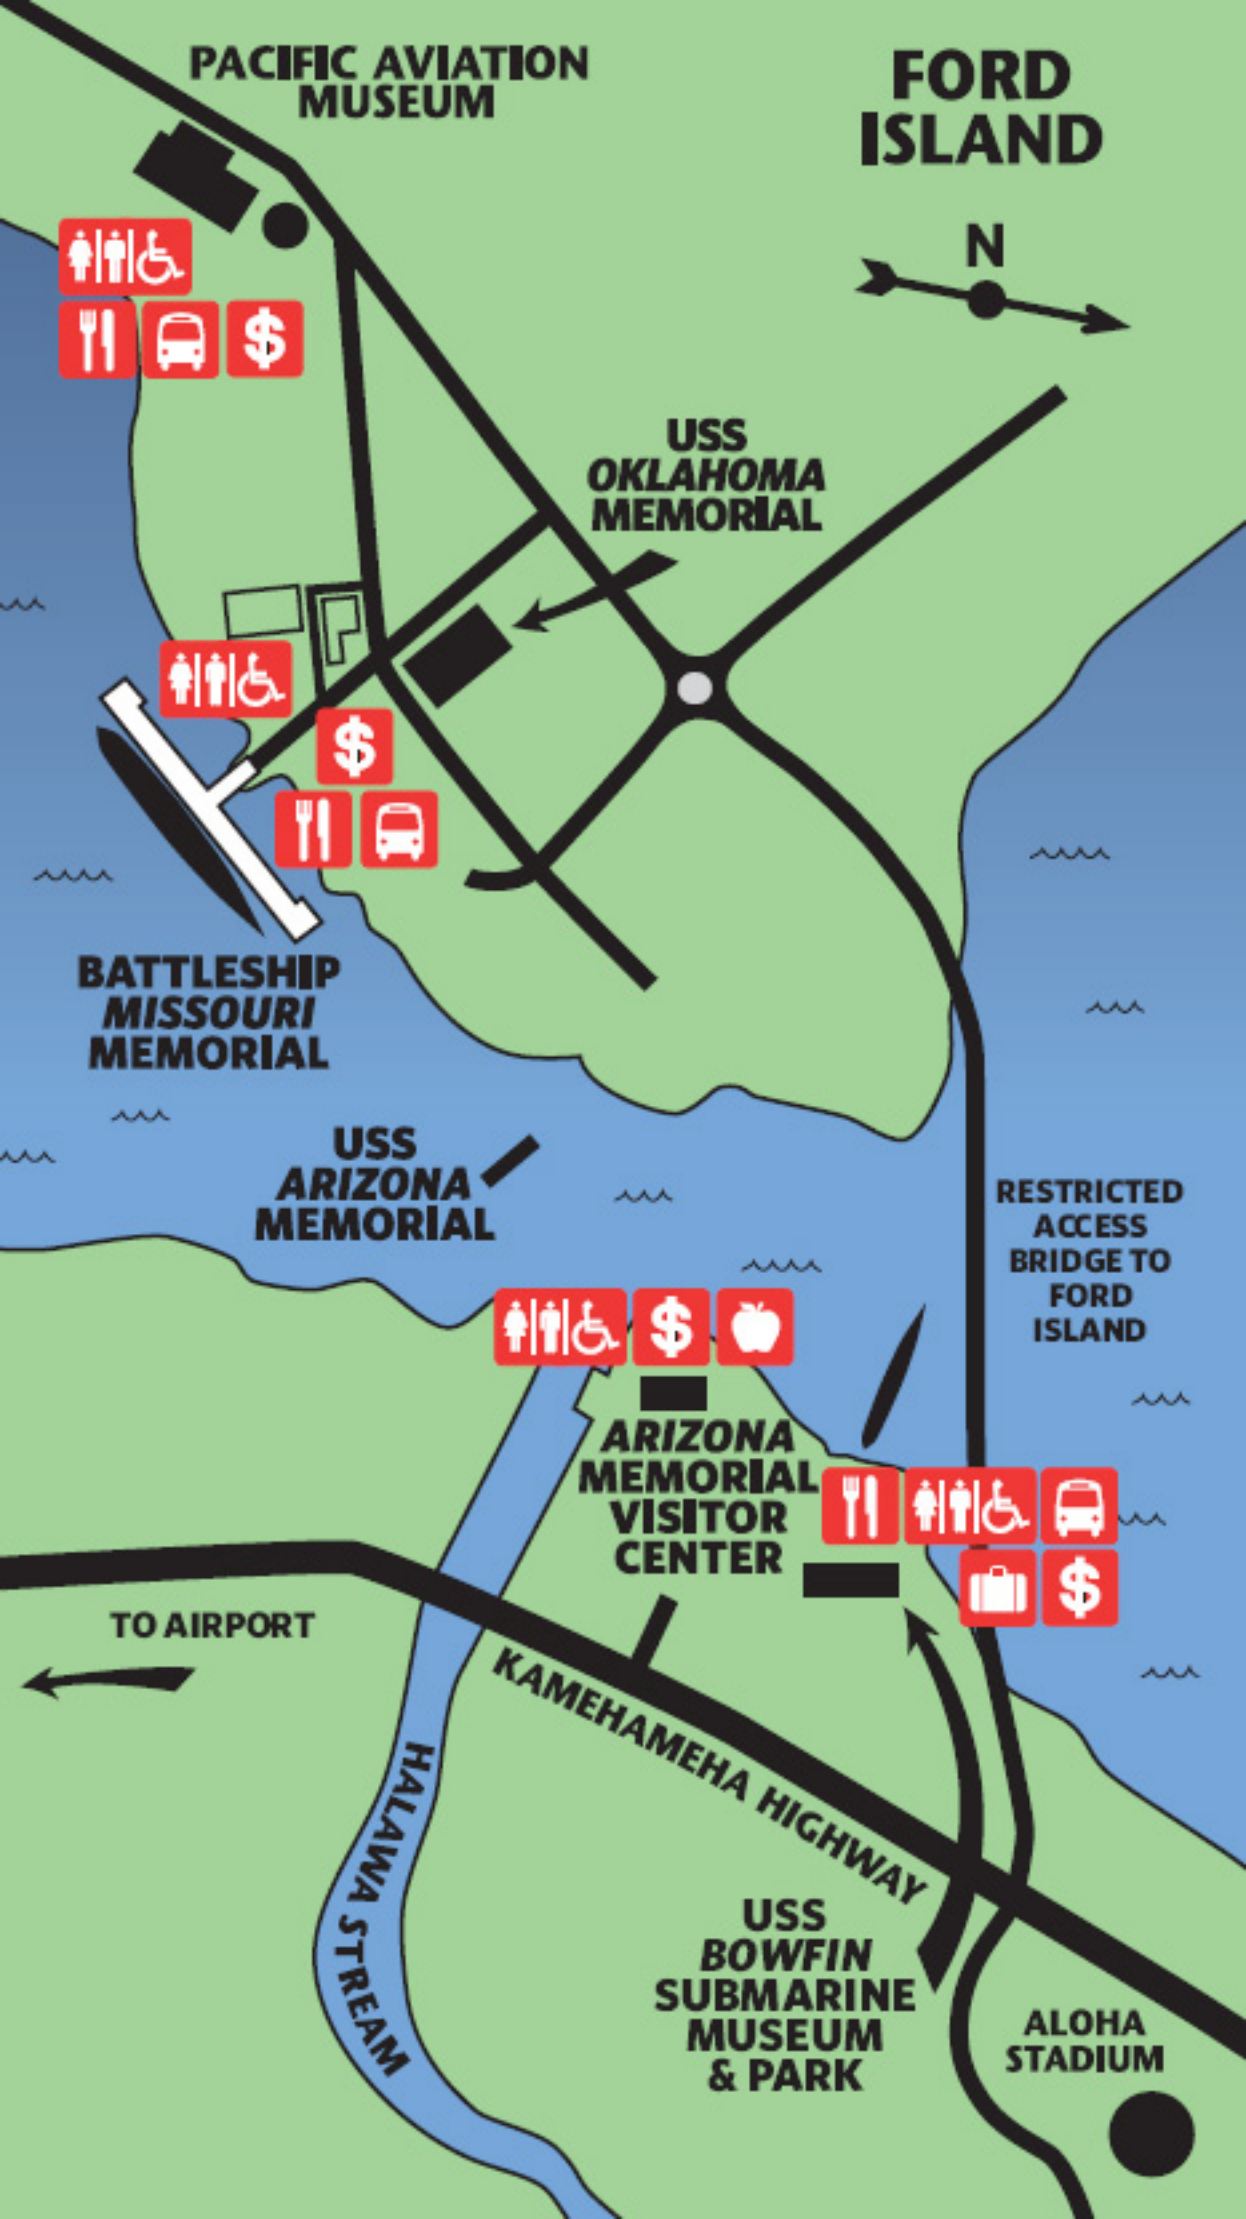 PACIFIC AVIATION
MUSEUM
FORD
ISLAND
N
USS
OKLAHOMA
MEMORIAL
BATTLESHIP
MISSOURI
MEMORIAL
USS
ARIZONA
MEMORIAL
RESTRICTED
ACCESS
BRIDGE TO
FORD
ISLAND
ARIZONA
MEMORIAL
VISITOR
CENTER
TO AIRPORT
KAMEHAMEHA HIGHWAY
HALAWA STREAM
USS
BOWFIN
SUBMARINE
MUSEUM
& PARK
ALOHA
STADIUM